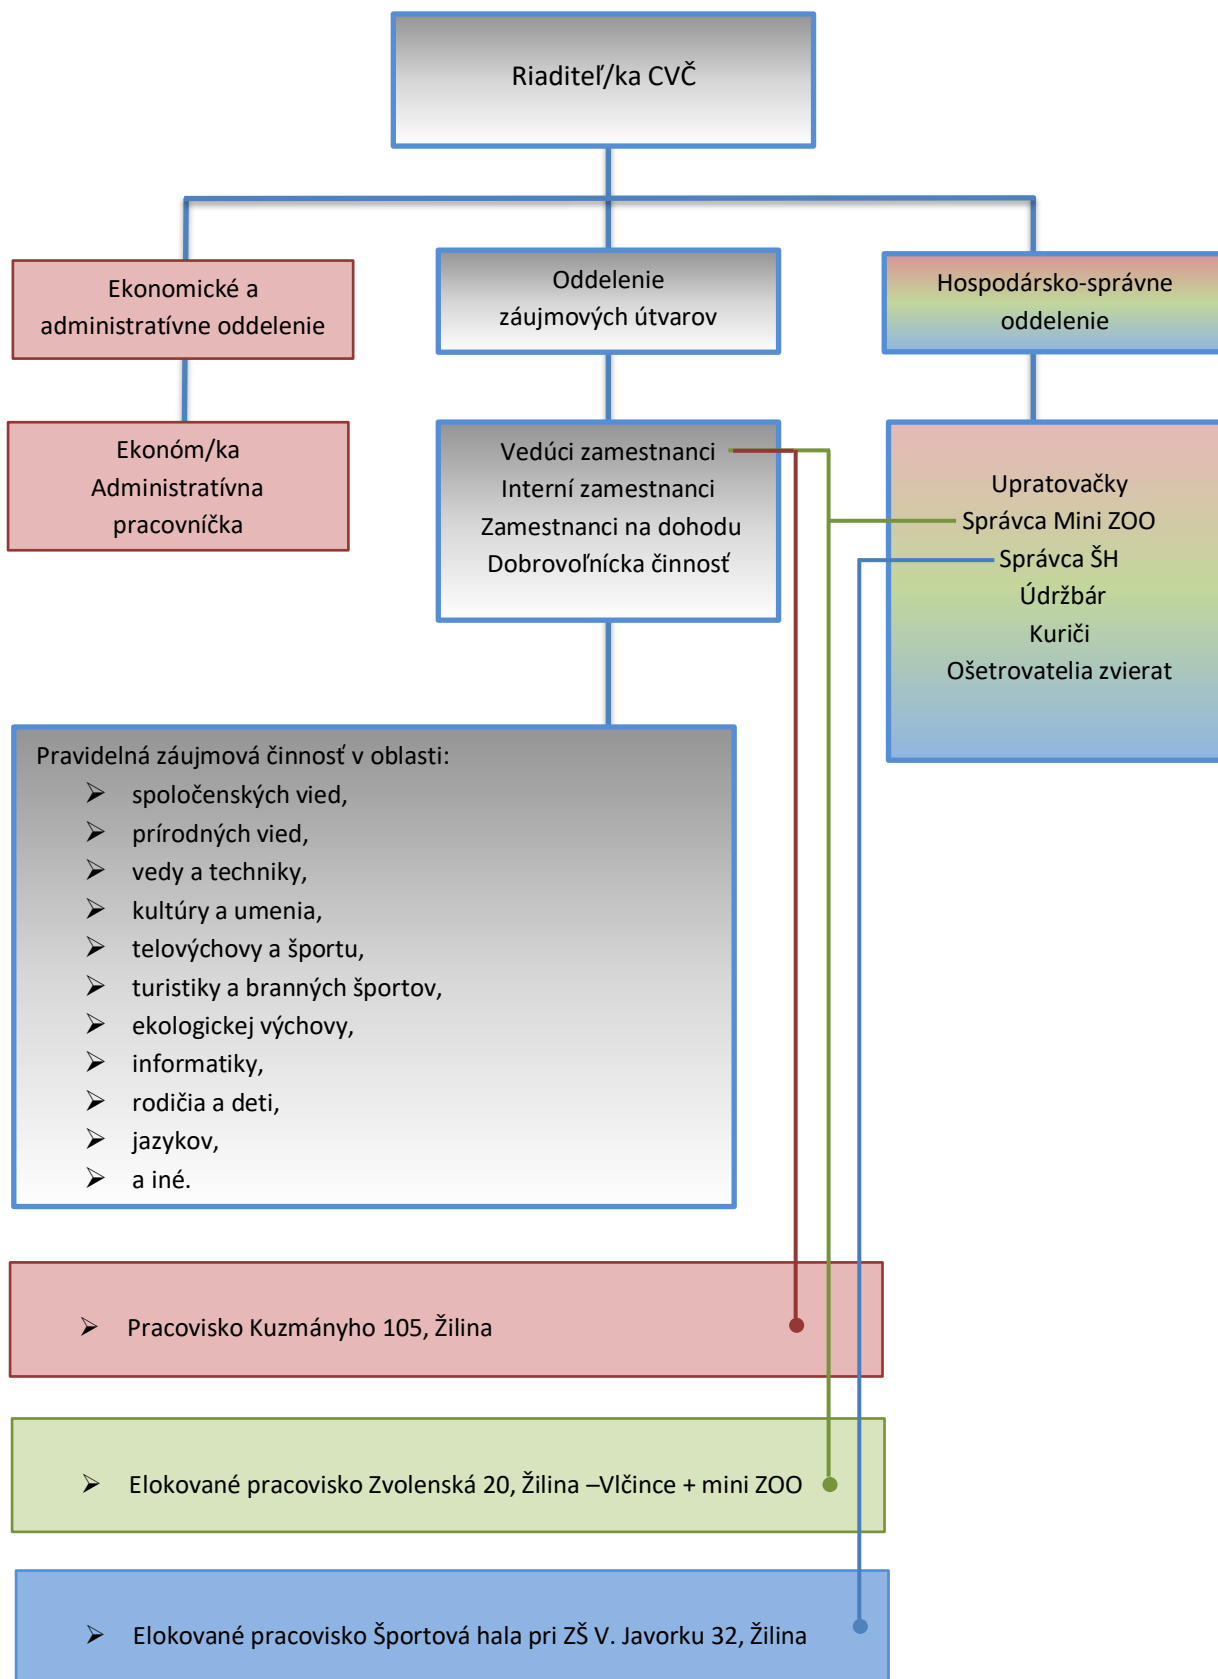 Riaditeľ/ka CVČ
Ekonomické a
administratívne oddelenie
Oddelenie
záujmových útvarov
Hospodársko-správne
oddelenie
Ekonóm/ka
Administratívna
pracovníčka
Vedúci zamestnanci
Interní zamestnanci
Zamestnanci na dohodu
Dobrovoľnícka činnosť
Upratovačky
Správca Mini ZOO
Správca ŠH
Údržbár
Kuriči
Ošetrovatelia zvierat
Pravidelná záujmová činnosť v oblasti:
➢ spoločenských vied,
➢ prírodných vied,
➢ vedy a techniky,
➢ kultúry a umenia,
➢ telovýchovy a športu,
➢ turistiky a branných športov,
➢ ekologickej výchovy,
➢ informatiky,
➢ rodičia a deti,
➢ jazykov,
➢ a iné.
➢ Pracovisko Kuzmányho 105, Žilina
➢ Elokované pracovisko Zvolenská 20, Žilina –Vlčince + mini ZOO
➢ Elokované pracovisko Športová hala pri ZŠ V. Javorku 32, Žilina